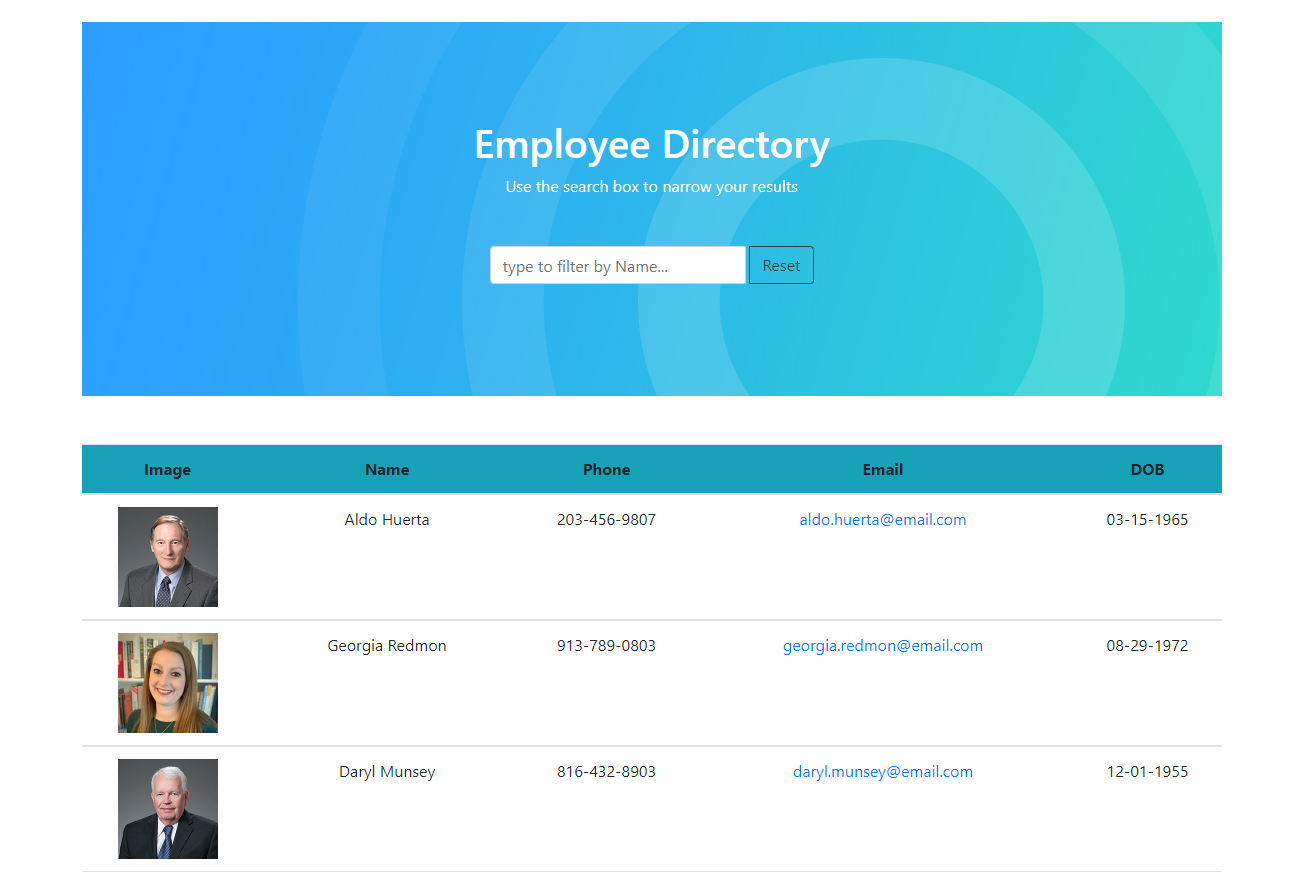 Employee Directory
Use the search box to narrow your results
type to filter by Name... Reset
Image Name Phone Email DOB
Aldo Huerta 203-456-9807 aldo.huerta@email.com 03-15-1965
Georgia Redmon 913-789-0803 georgia.redmon@email.com 08-29-1972
Daryl Munsey 816-432-8903 daryl.munsey@email.com 12-01-1955